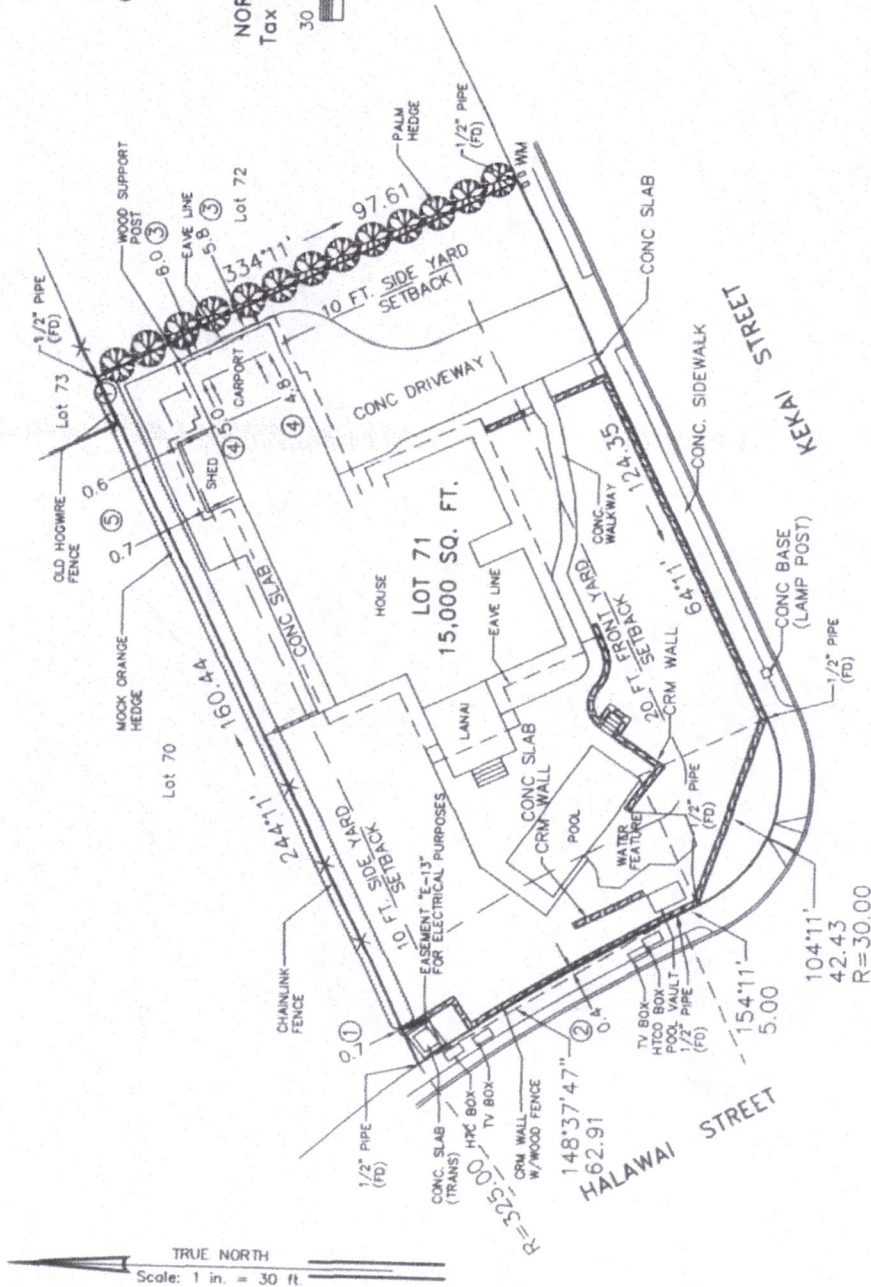 NOR
Tax
30
1/2" PIPE
(FD)
Lot 73
OLD HOGWIRE
FENCE
WOOD SUPPORT
POST
6.0 ③
EAVE LINE
5.8 ③
Lot 72
334°11'
97.61
PALM
HEDGE
1/2" PIPE
(FD)
WM
10 FT. SIDE YARD
SETBACK
CONC SLAB
0.6
⑤
0.7
SHED
④ 5.0
CARPORT
④ 4.8
CONC DRIVEWAY
MOCK ORANGE
HEDGE
Lot 70
244°11'
160.44
CONC SLAB
HOUSE
LOT 71
15,000 SQ. FT.
EAVE LINE
CONC
WALKWAY
124.35
64°11'
CONC. SIDEWALK
KEKAI STREET
CONC BASE
(LAMP POST)
1/2" PIPE
(FD)
20 FT. FRONT YARD
SETBACK
CRM WALL
LANAI
CONC SLAB
CRM WALL
POOL
WATER
FEATURE
1/2" PIPE
(FD)
10 FT. SIDE YARD
SETBACK
EASEMENT "E-13"
FOR ELECTRICAL PURPOSES
CHAINLINK
FENCE
0.7 ①
1/2" PIPE
(FD)
CONC. SLAB
(TRANS)
HTC BOX
TV BOX
CRM WALL
W/WOOD FENCE
R=325.00
148°37'47"
62.91
②
0.4
TV BOX
HTCO BOX
POOL VAULT
1/2" PIPE
(FD)
154°11'
5.00
104°11'
42.43
R=30.00
HALAWAI STREET
TRUE NORTH
Scale: 1 in. = 30 ft.